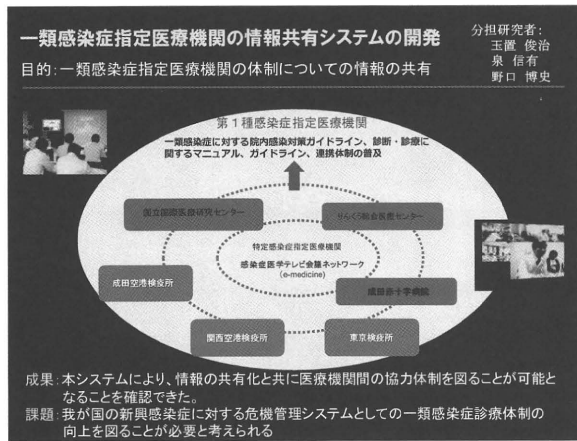 一類感染症指定医療機関の情報共有システムの開発
分担研究者:
玉置 俊治
泉 信有
野口 博史
目的:一類感染症指定医療機関の体制についての情報の共有
第1種感染症指定医療機関
一類感染症に対する院内感染対策ガイドライン、診断・診療に
関するマニュアル、ガイドライン、連携体制の普及
国立国際医療研究センター
りんくう総合医療センター
特定感染症指定医療機関
感染症医学テレビ会議ネットワーク
(e-medicine)
成田空港検疫所
成田赤十字病院
関西空港検疫所
東京検疫所
成果:本システムにより、情報の共有化と共に医療機関間の協力体制を図ることが可能と
なることを確認できた。
課題:我が国の新興感染症に対する危機管理システムとしての一類感染症診療体制の
向上を図ることが必要と考えられる